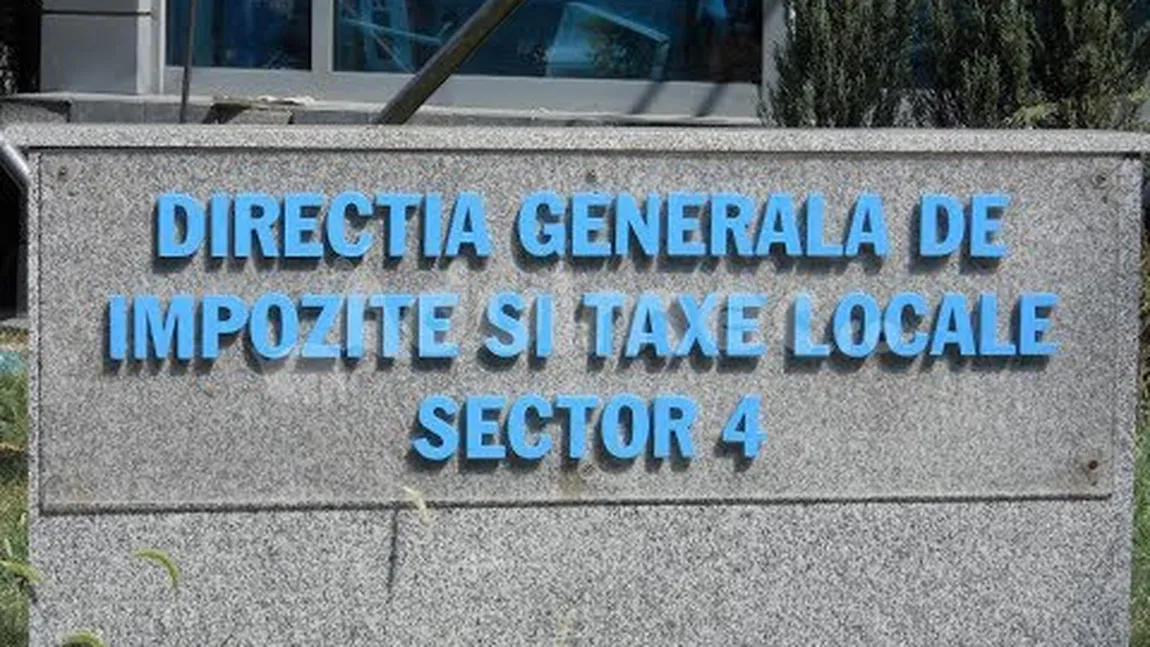 DIRECTIA GENERALA DE
IMPOZITE SI TAXE LOCALE
SECTOR 4